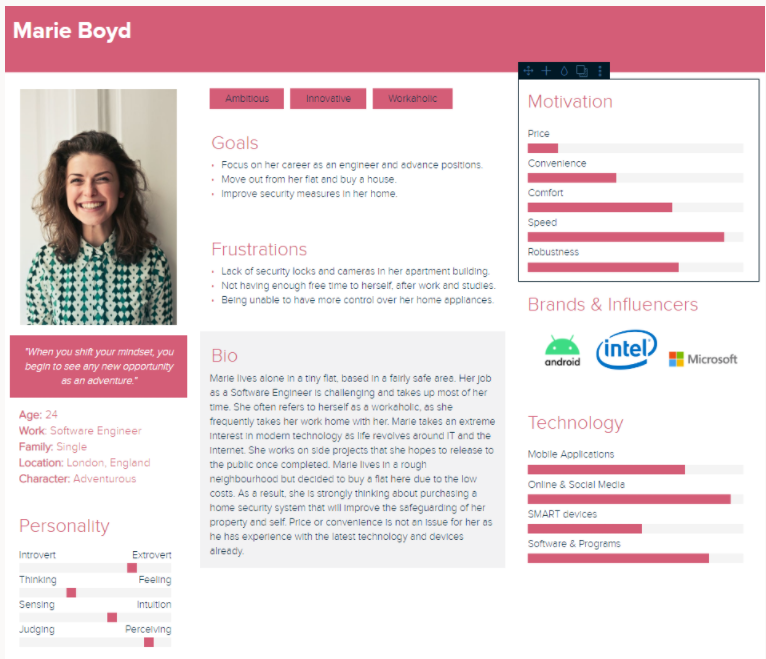 Marie Boyd
Ambitious
Innovative
Workaholic
Goals
• Focus on her career as an engineer and advance positions.
• Move out from her flat and buy a house.
• Improve security measures in her home.
Frustrations
• Lack of security locks and cameras in her apartment building.
• Not having enough free time to herself, after work and studies.
• Being unable to have more control over her home appliances.
"When you shift your mindset, you
begin to see any new opportunity
as an adventure."
Age: 24
Work: Software Engineer
Family: Single
Location: London, England
Character: Adventurous
Personality
Introvert Extrovert
Thinking Feeling
Sensing Intuition
Judging Perceiving
Bio
Marie lives alone in a tiny flat, based in a fairly safe area. Her job
as a Software Engineer is challenging and takes up most of her
time. She often refers to herself as a workaholic, as she
frequently takes her work home with her. Marie takes an extreme
interest in modern technology as life revolves around IT and the
Internet. She works on side projects that she hopes to release to
the public once completed. Marie lives in a rough
neighbourhood but decided to buy a flat here due to the low
costs. As a result, she is strongly thinking about purchasing a
home security system that will improve the safeguarding of her
property and self. Price or convenience is not an issue for her as
he has experience with the latest technology and devices
already.
Motivation
Price
Convenience
Comfort
Speed
Robustness
Brands & Influencers
android
intel
Microsoft
Technology
Mobile Applications
Online & Social Media
SMART devices
Software & Programs